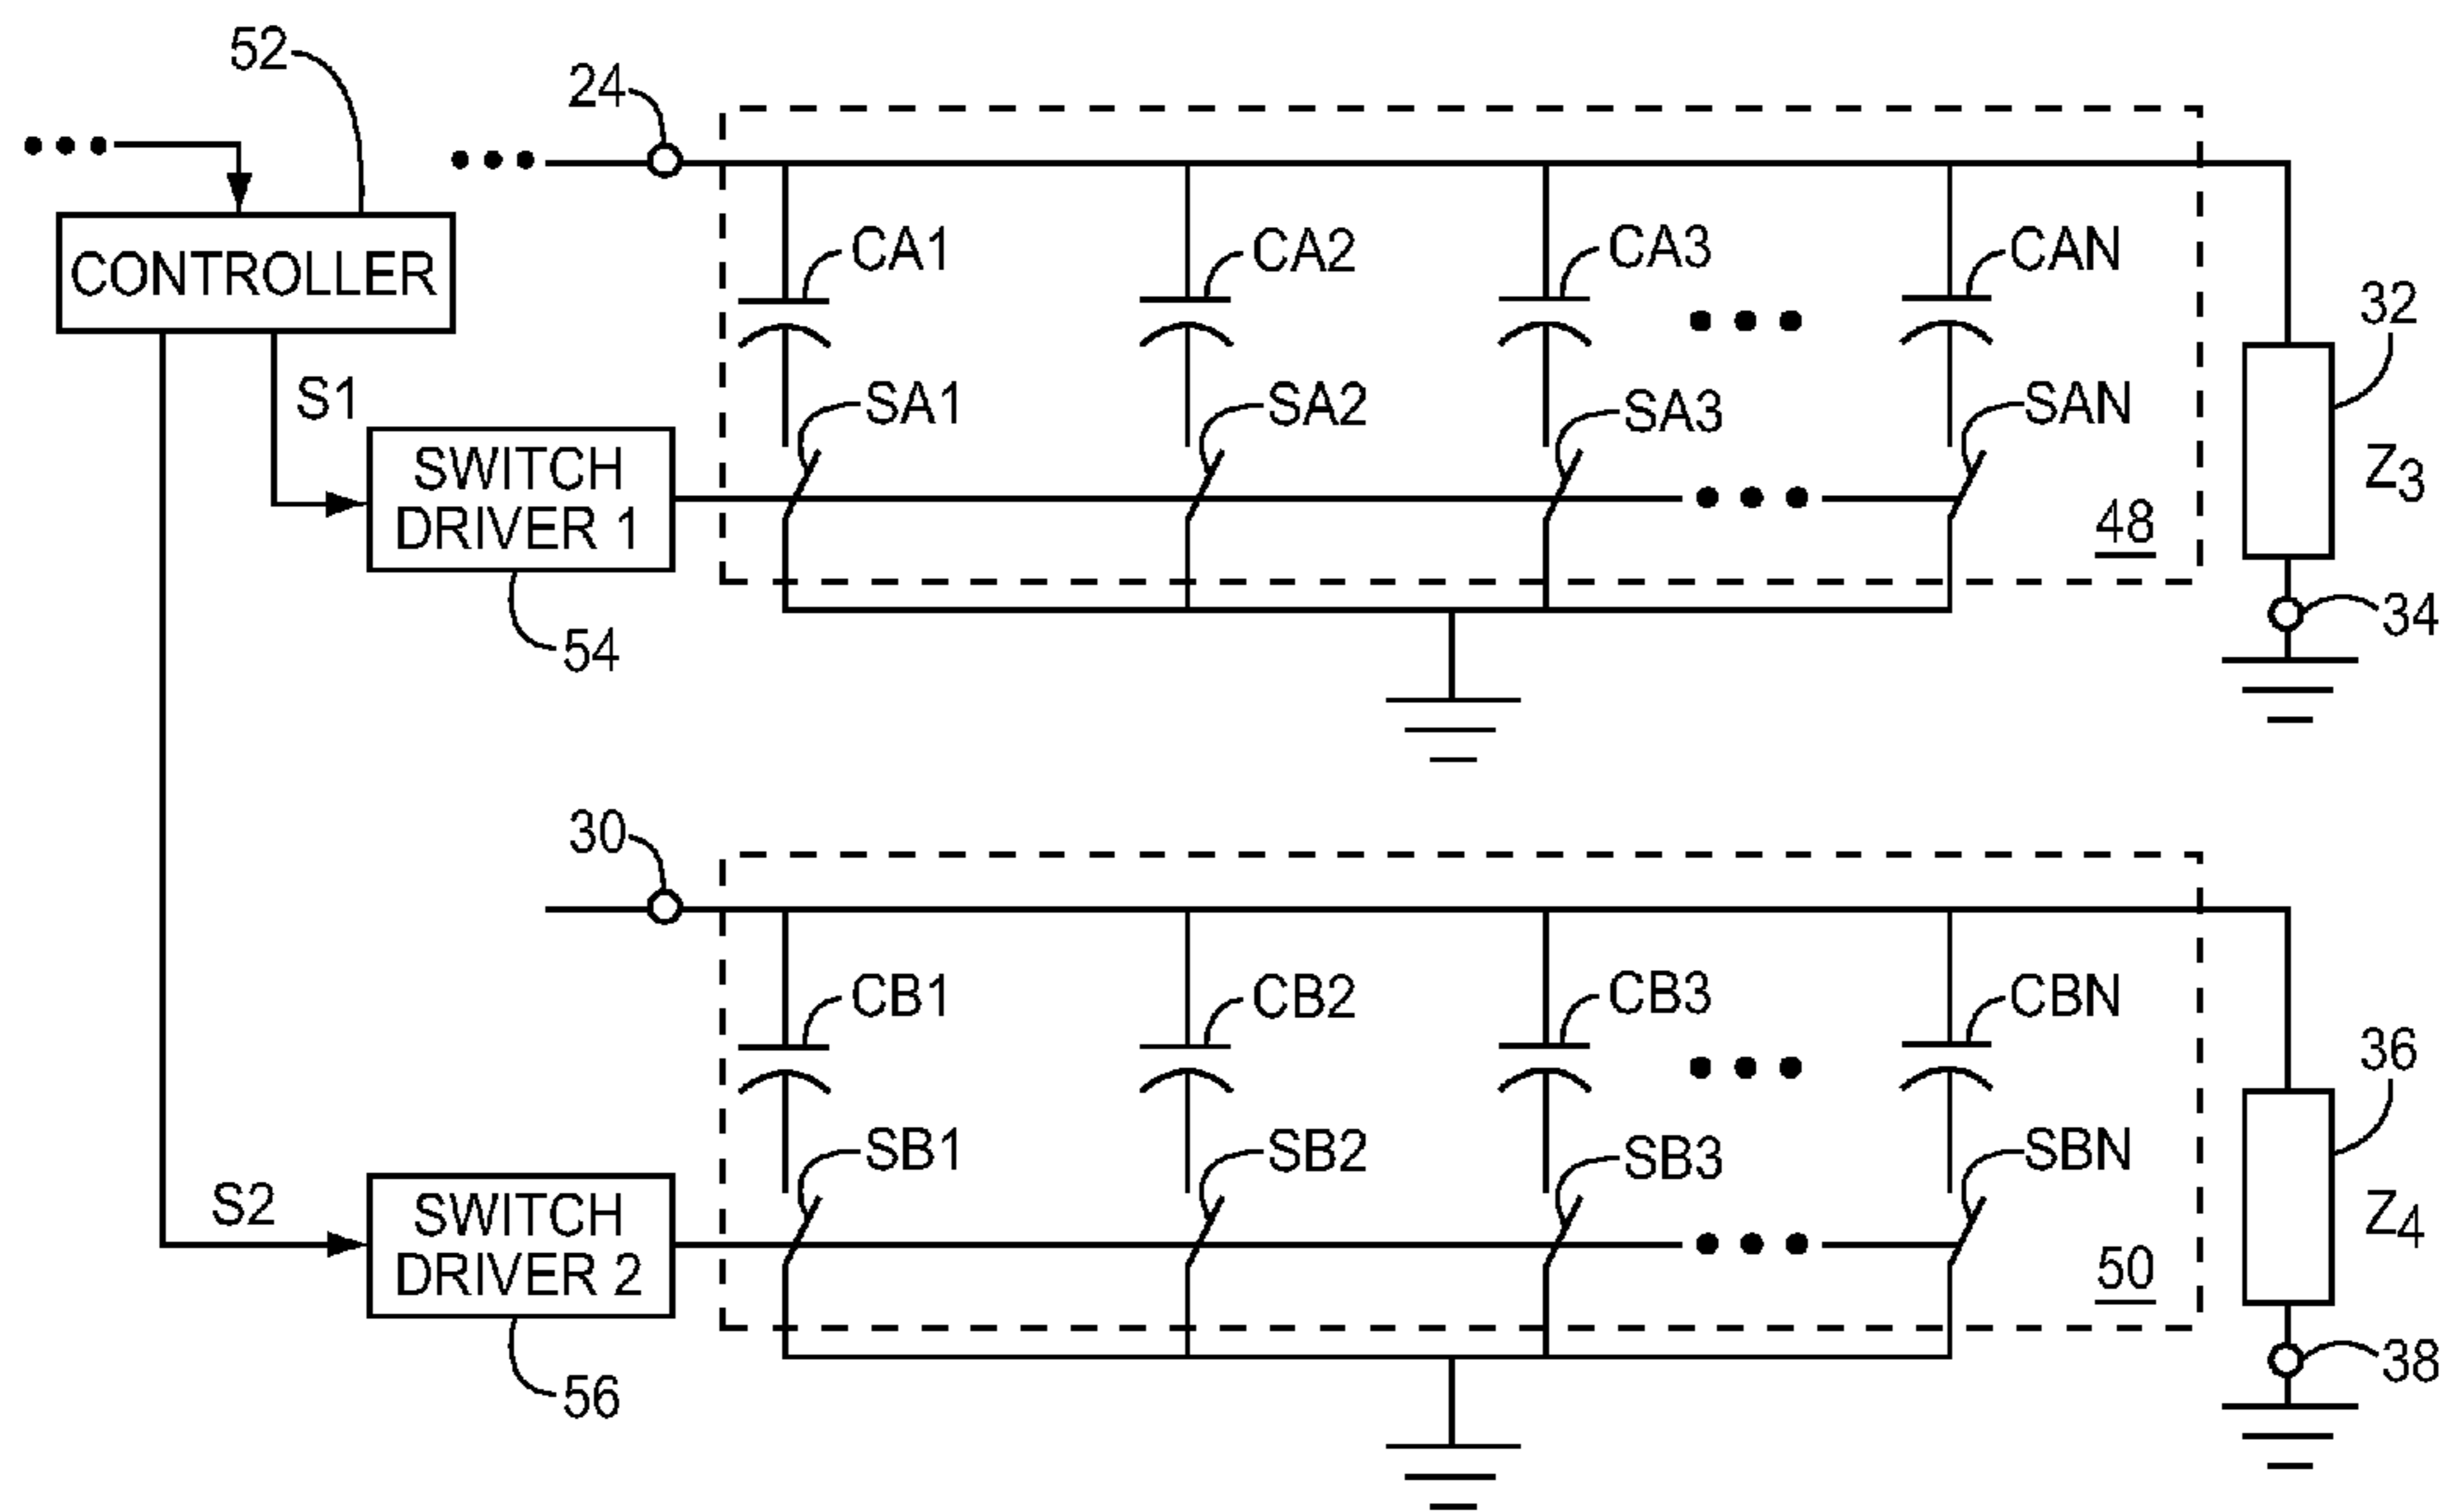 52
24
CONTROLLER
CA1 CA2 CA3 CAN
32
S1
SA1 SA2 SA3 SAN
SWITCH
DRIVER 1
Z3
48
54
34
30
CB1 CB2 CB3 CBN
36
SB1 SB2 SB3 SBN
S2
SWITCH
DRIVER 2
Z4
50
56
38